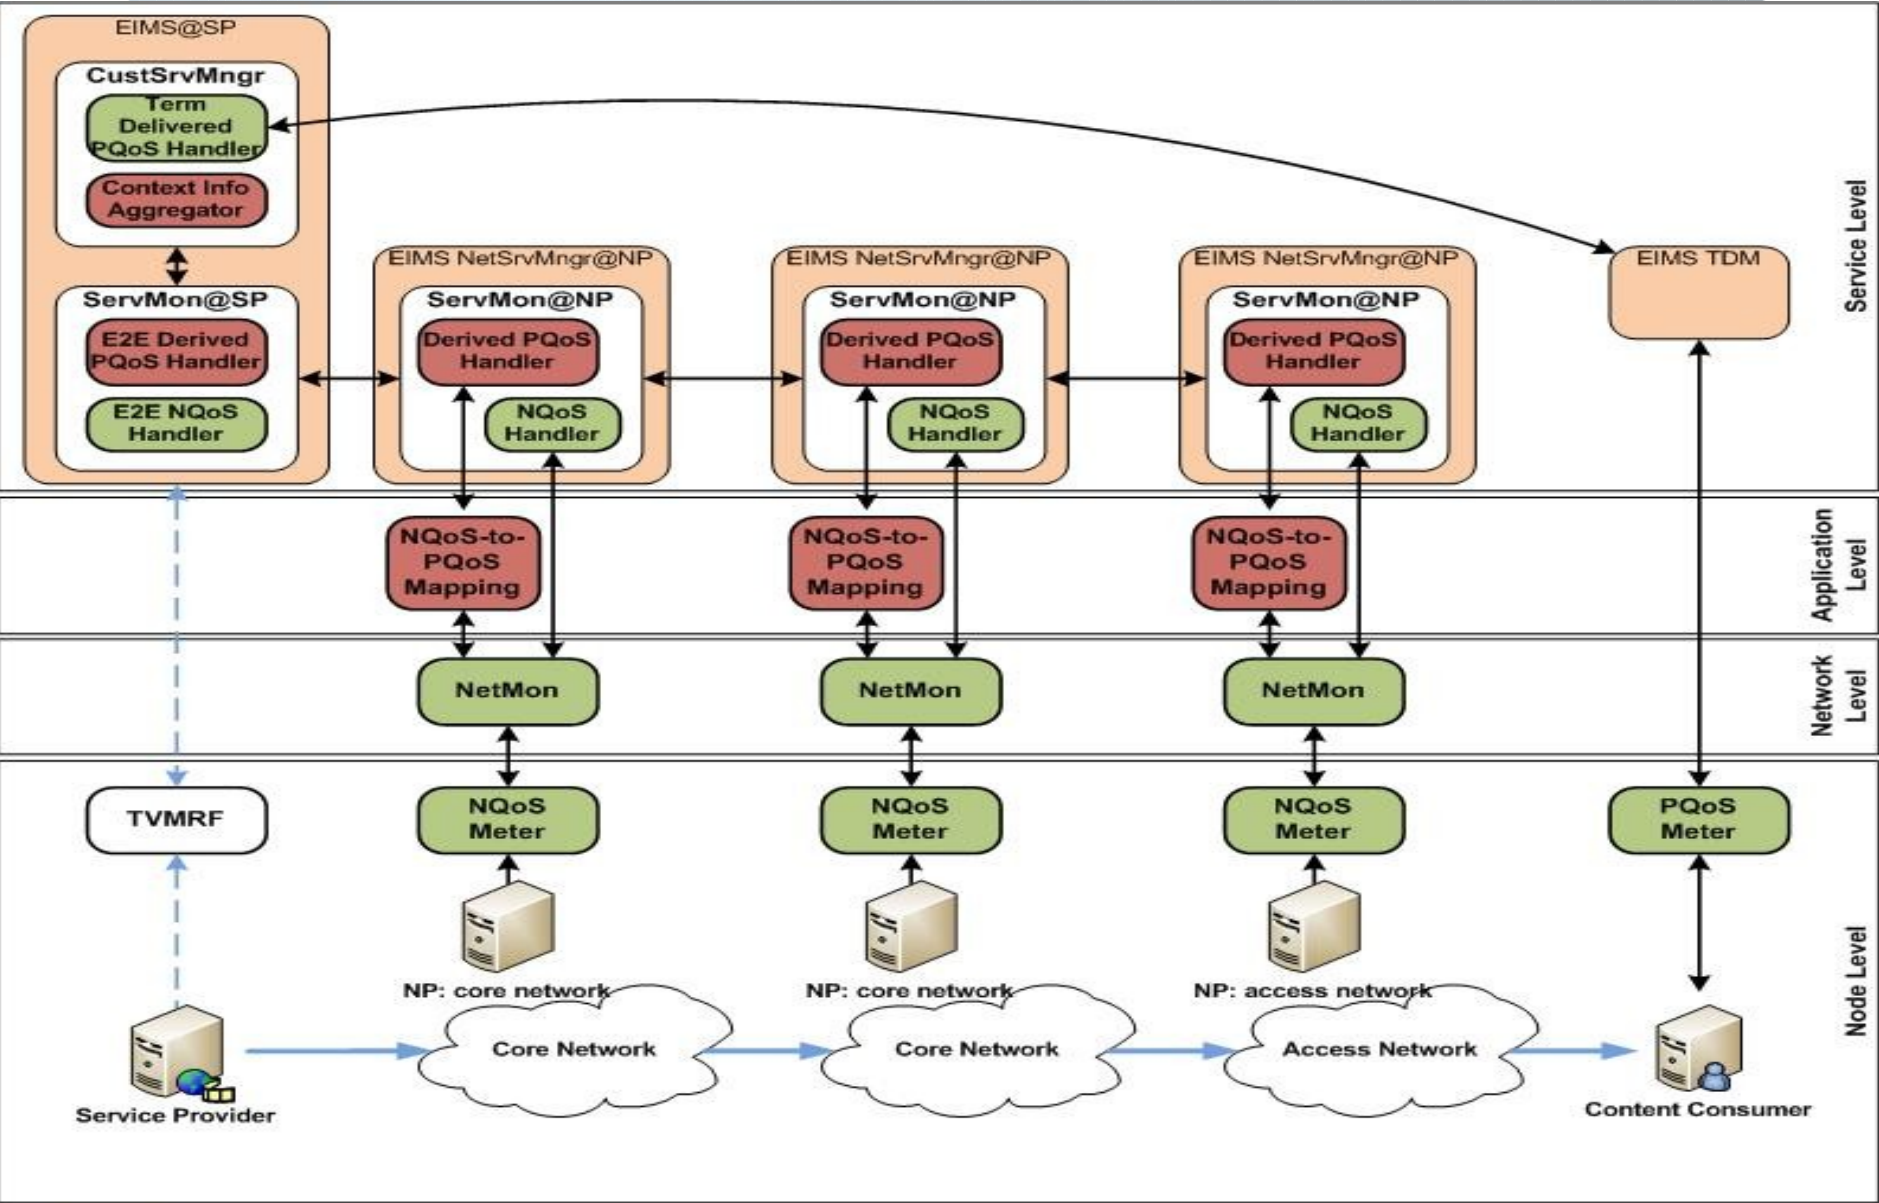 EIMS@SP
CustSrvMngr
Term
Delivered
PQoS Handler
Context Info
Aggregator
ServMon@SP
E2E Derived
PQoS Handler
E2E NQoS
Handler
EIMS NetSrvMngr@NP
ServMon@NP
Derived PQoS
Handler
NQoS
Handler
EIMS NetSrvMngr@NP
ServMon@NP
Derived PQoS
Handler
NQoS
Handler
EIMS NetSrvMngr@NP
ServMon@NP
Derived PQoS
Handler
NQoS
Handler
EIMS TDM
Service Level
NQoS-to-
PQoS
Mapping
NQoS-to-
PQoS
Mapping
NQoS-to-
PQoS
Mapping
Application
Level
NetMon
NetMon
NetMon
Network
Level
TVMRF
NQoS
Meter
NQoS
Meter
NQoS
Meter
PQoS
Meter
NP: core network
NP: core network
NP: access network
Node Level
Core Network
Core Network
Access Network
Service Provider
Content Consumer